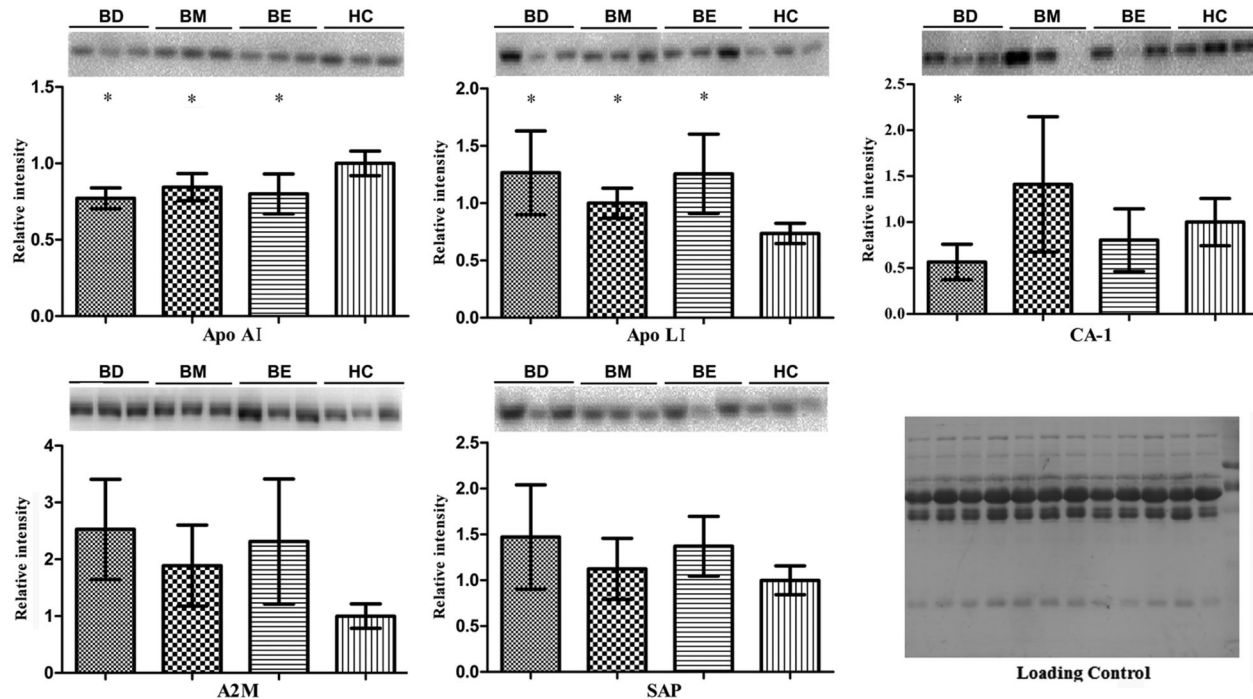 BD BM BE HC
Relative intensity
1.5
1.0
0.5
0.0
* * *
Apo AI
BD BM BE HC
Relative intensity
2.0
1.5
1.0
0.5
0.0
* * *
Apo LI
BD BM BE HC
Relative intensity
2.5
2.0
1.5
1.0
0.5
0.0
*
CA-1
BD BM BE HC
Relative intensity
4
3
2
1
0
A2M
BD BM BE HC
Relative intensity
2.5
2.0
1.5
1.0
0.5
0.0
SAP
Loading Control